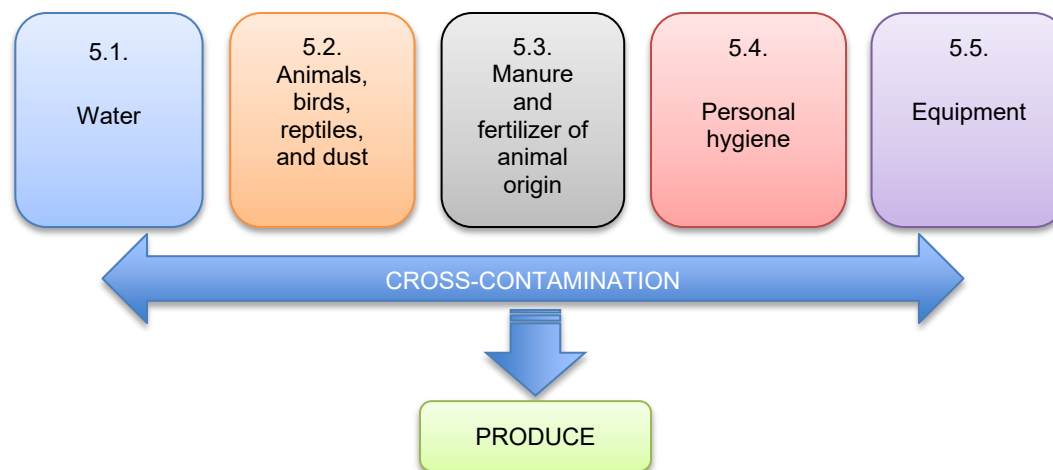 5.1.
Water
5.2.
Animals,
birds,
reptiles,
and dust
5.3.
Manure
and
fertilizer of
animal
origin
5.4.
Personal
hygiene
5.5.
Equipment
CROSS-CONTAMINATION
PRODUCE